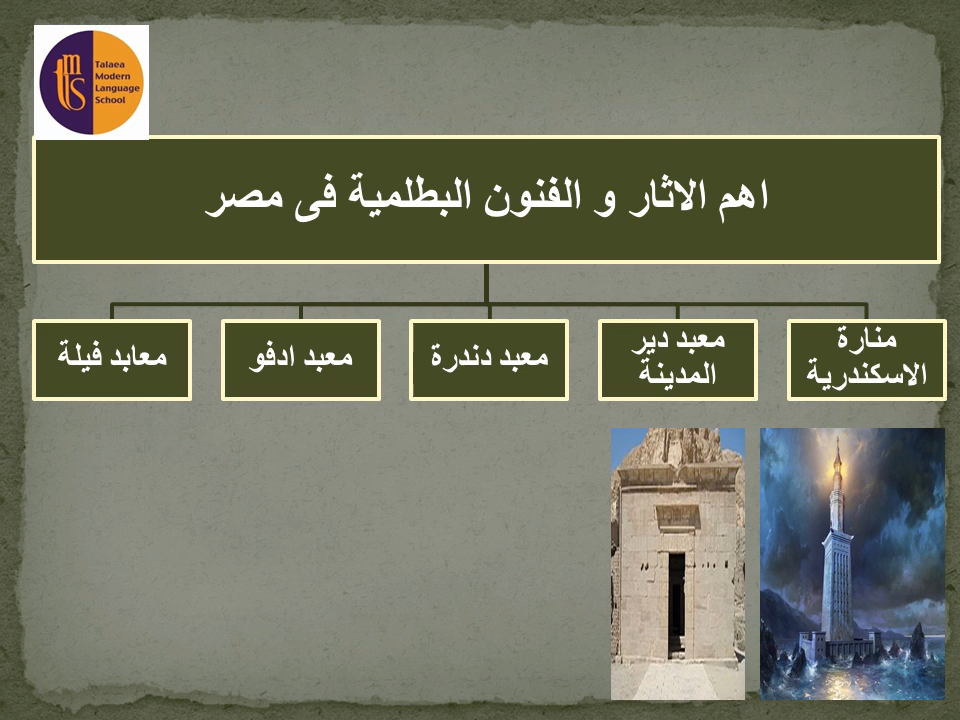 Talaea
Modern
Language
School
tms
اهم الاثار و الفنون البطلمية فى مصر
منارة
الاسكندرية
معبد دير
المدينة
معبد دندرة
معبد ادفو
معابد فيلة